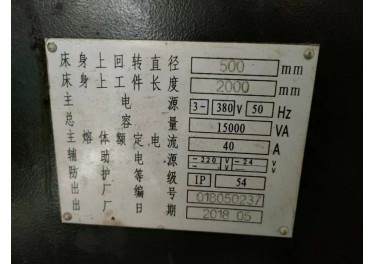 床身上回转直径 500 mm
床身上工件长度 2000 mm
主电源 3- 380 V 50 Hz
总容量 15000 VA
主熔体额定电流 40 A
辅助电源 -220 V -24 V
防护等级 IP 54
出厂编号 018050237
出厂日期 2018 05